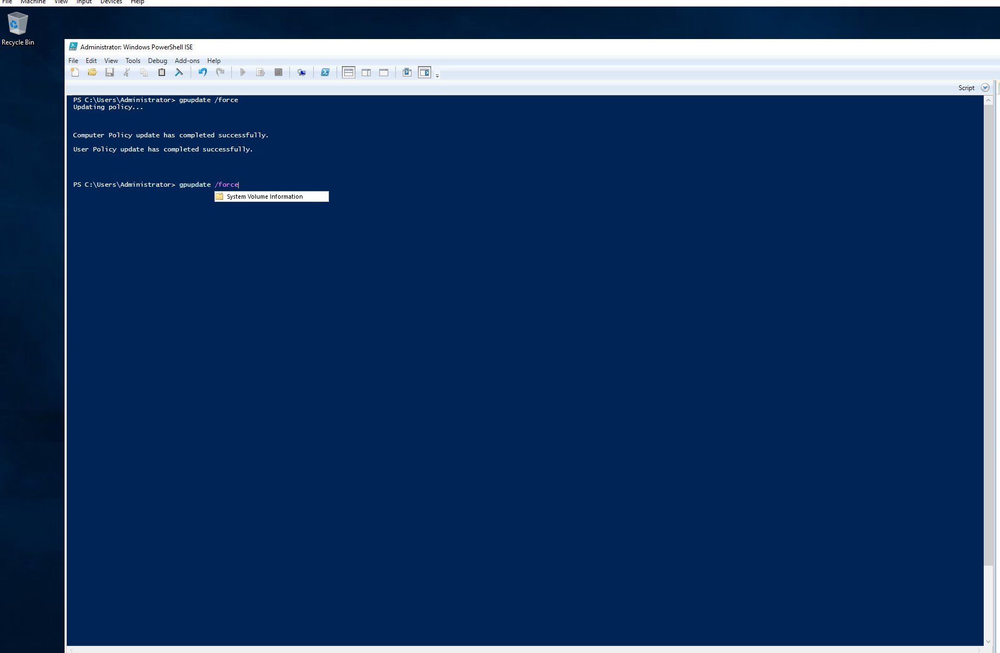 File Machine View Input Devices Help
Recycle Bin
Administrator: Windows PowerShell ISE
File Edit View Tools Debug Add-ons Help
Script
PS C:\Users\Administrator> gpupdate /force
Updating policy...
Computer Policy update has completed successfully.
User Policy update has completed successfully.
PS C:\Users\Administrator> gpupdate /force
System Volume Information